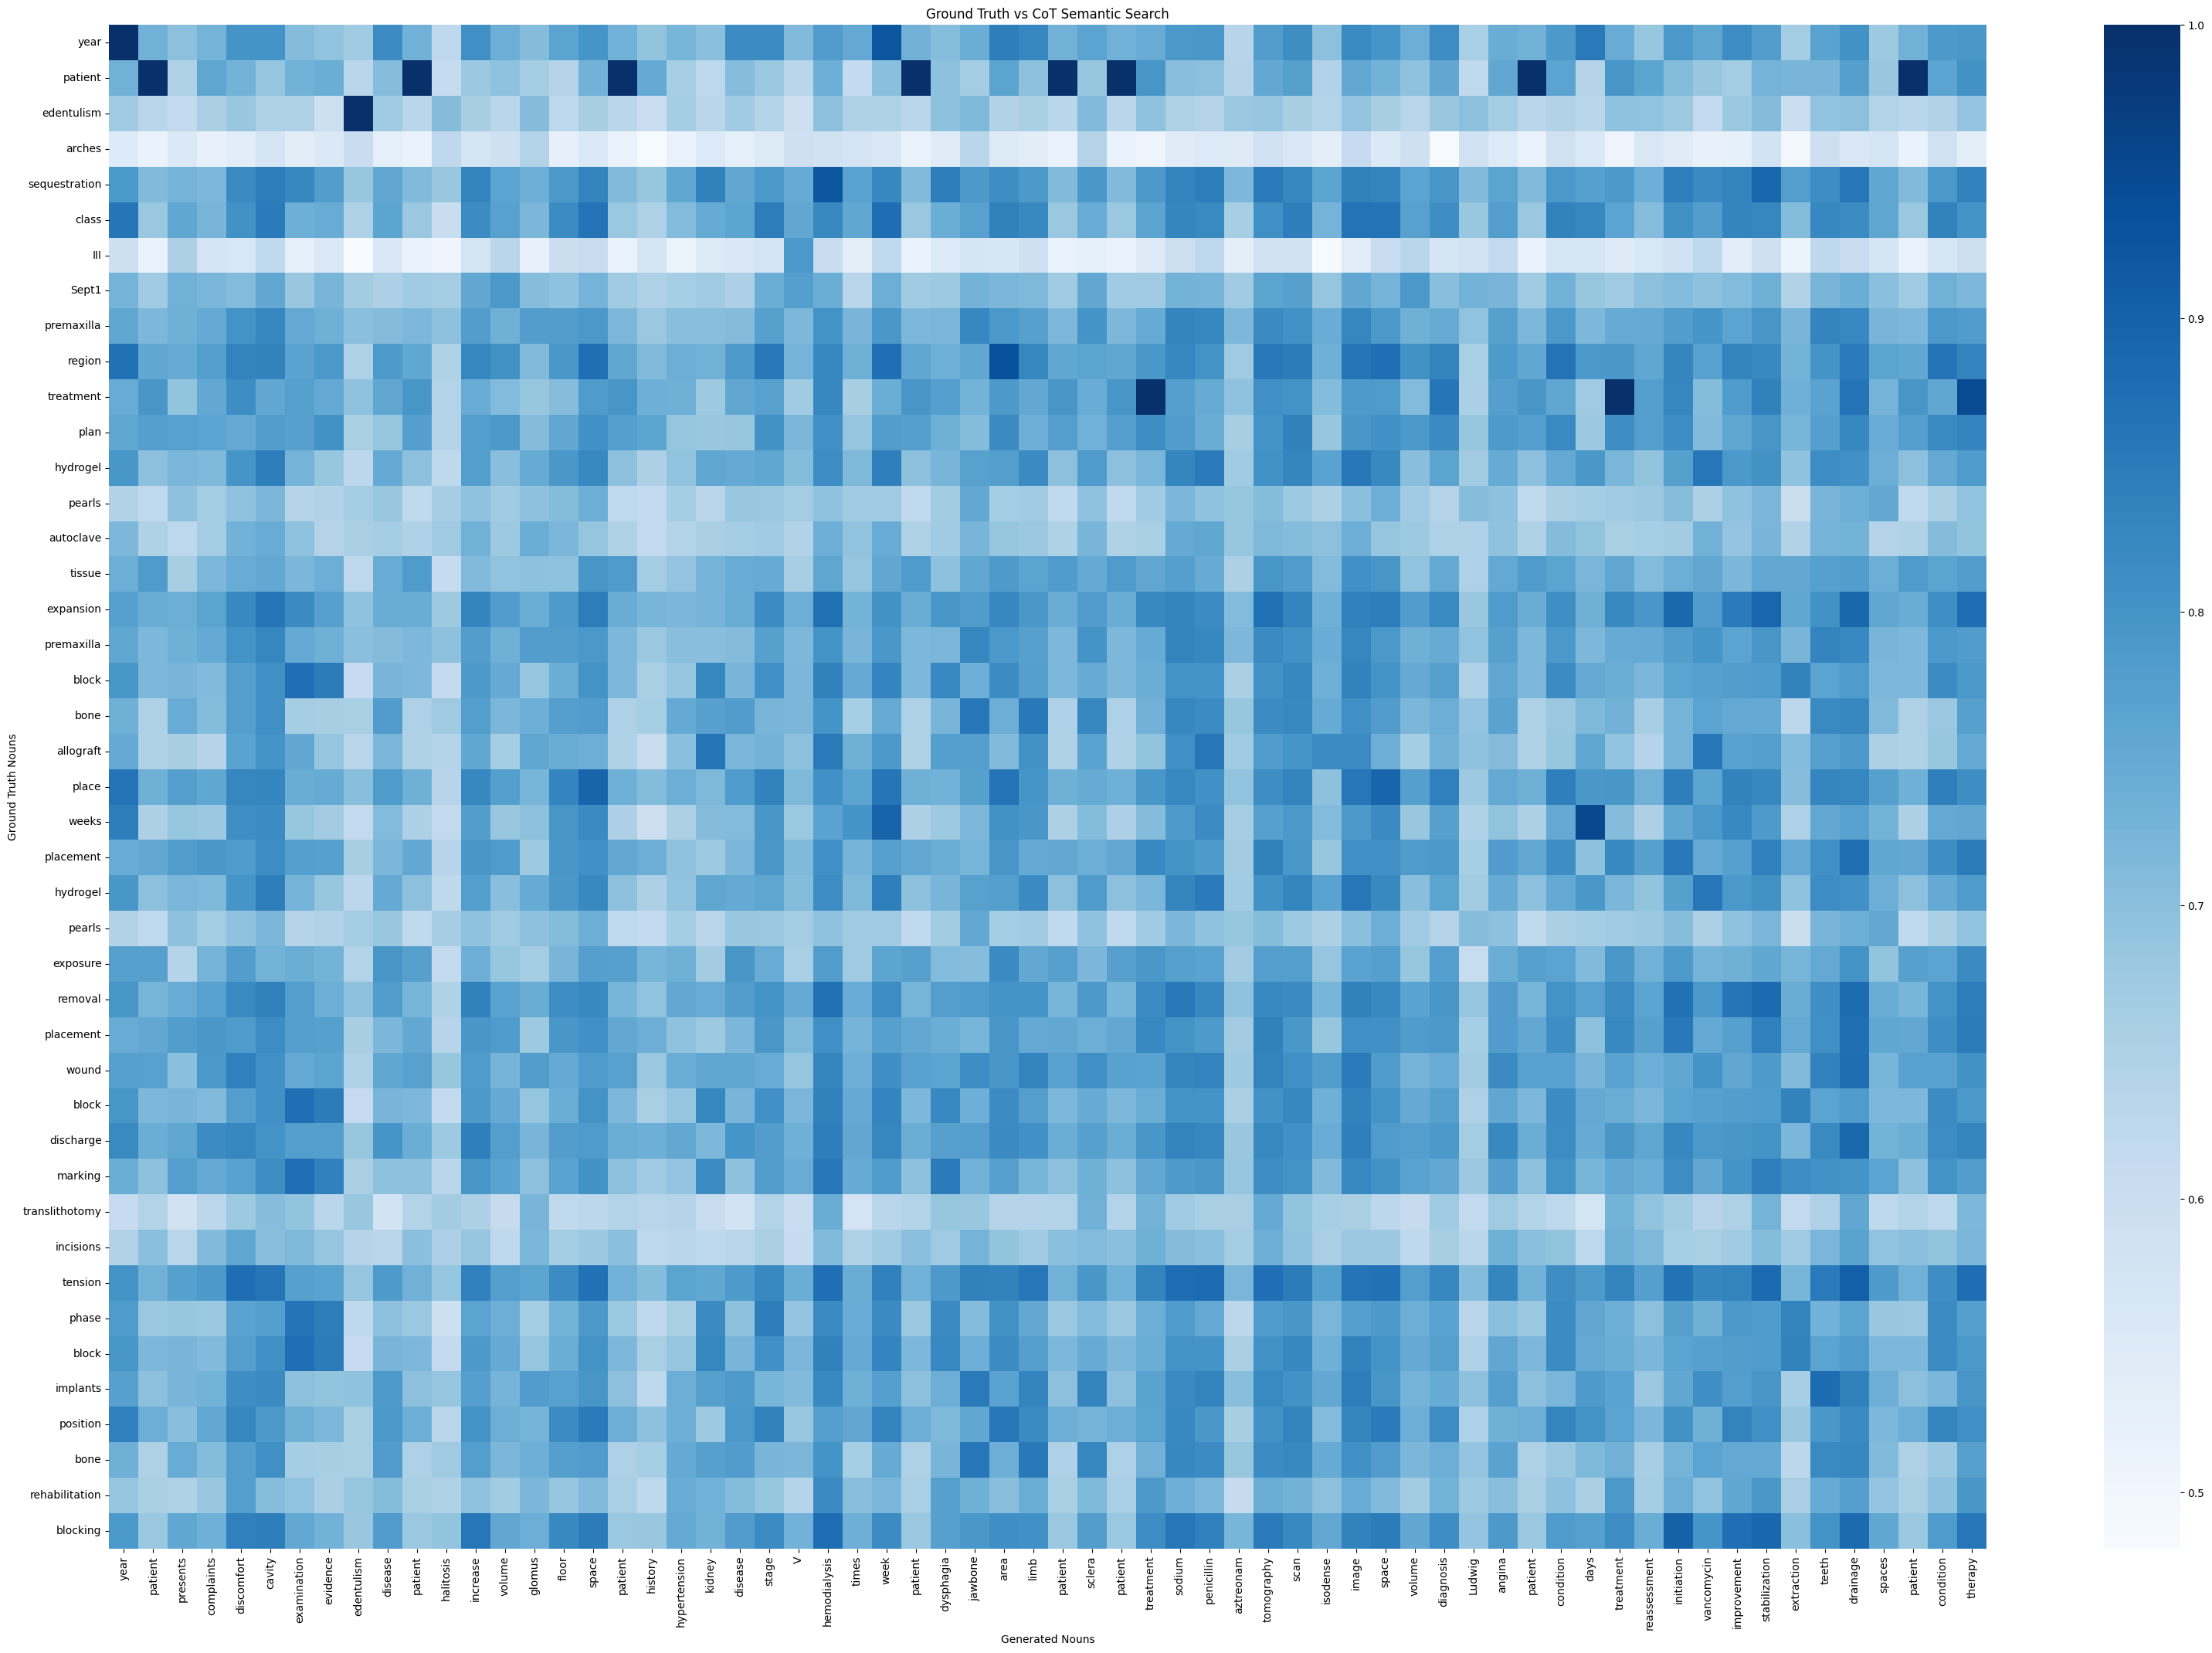 Ground Truth vs CoT Semantic Search
year
patient
edentulism
arches
sequestration
class
III
Sept1
premaxilla
region
treatment
plan
hydrogel
pearls
autoclave
tissue
expansion
premaxilla
block
bone
allograft
place
weeks
placement
hydrogel
pearls
exposure
removal
placement
wound
block
discharge
marking
translithotomy
incisions
tension
phase
block
implants
position
bone
rehabilitation
blocking
Ground Truth Nouns
year
patient
presents
complaints
discomfort
cavity
examination
evidence
edentulism
disease
patient
halitosis
increase
volume
glomus
floor
space
patient
history
hypertension
kidney
disease
stage
V
hemodialysis
times
week
patient
dysphagia
jawbone
area
limb
patient
sclera
patient
treatment
sodium
penicillin
aztreonam
tomography
scan
isodense
image
space
volume
diagnosis
Ludwig
angina
patient
condition
days
treatment
reassessment
initiation
vancomycin
improvement
stabilization
extraction
teeth
drainage
spaces
patient
condition
therapy
Generated Nouns
1.0
0.9
0.8
0.7
0.6
0.5